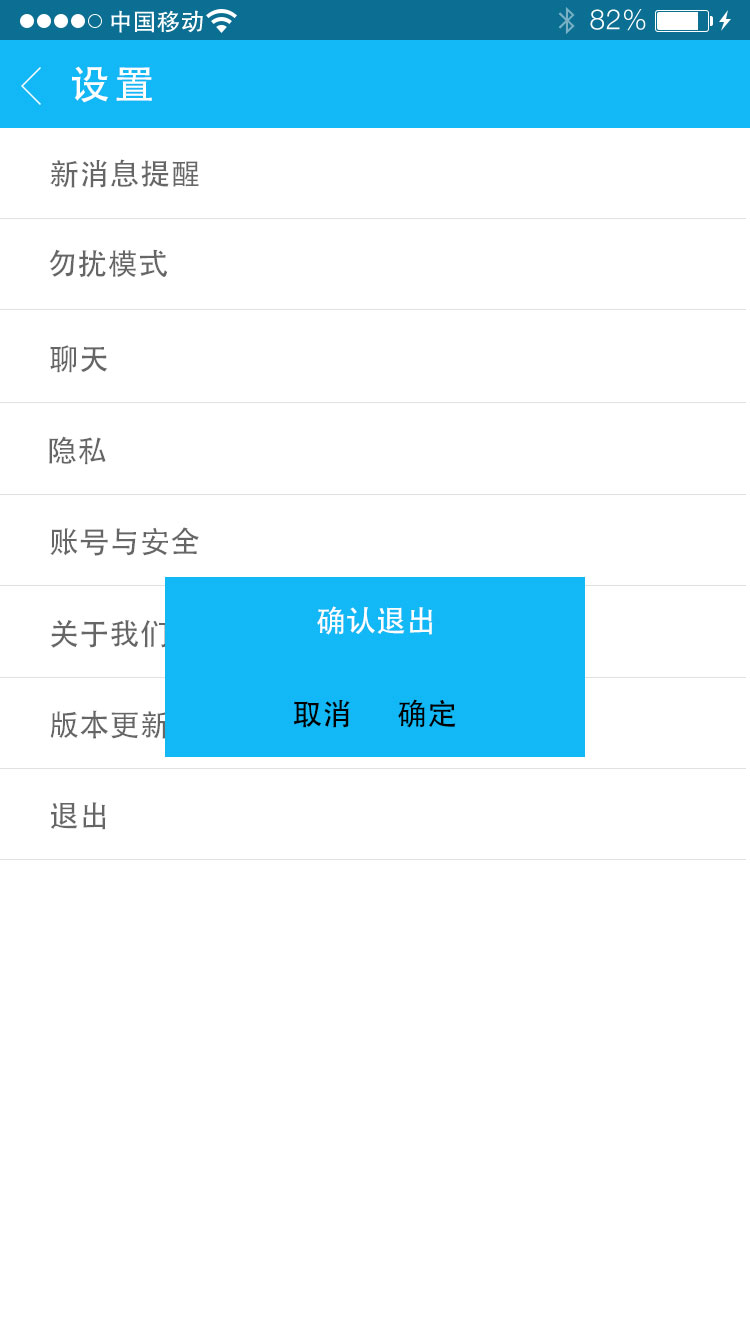 中国移动 82%
设置
新消息提醒
勿扰模式
聊天
隐私
账号与安全
关于我们
确认退出
版本更新
取消 确定
退出